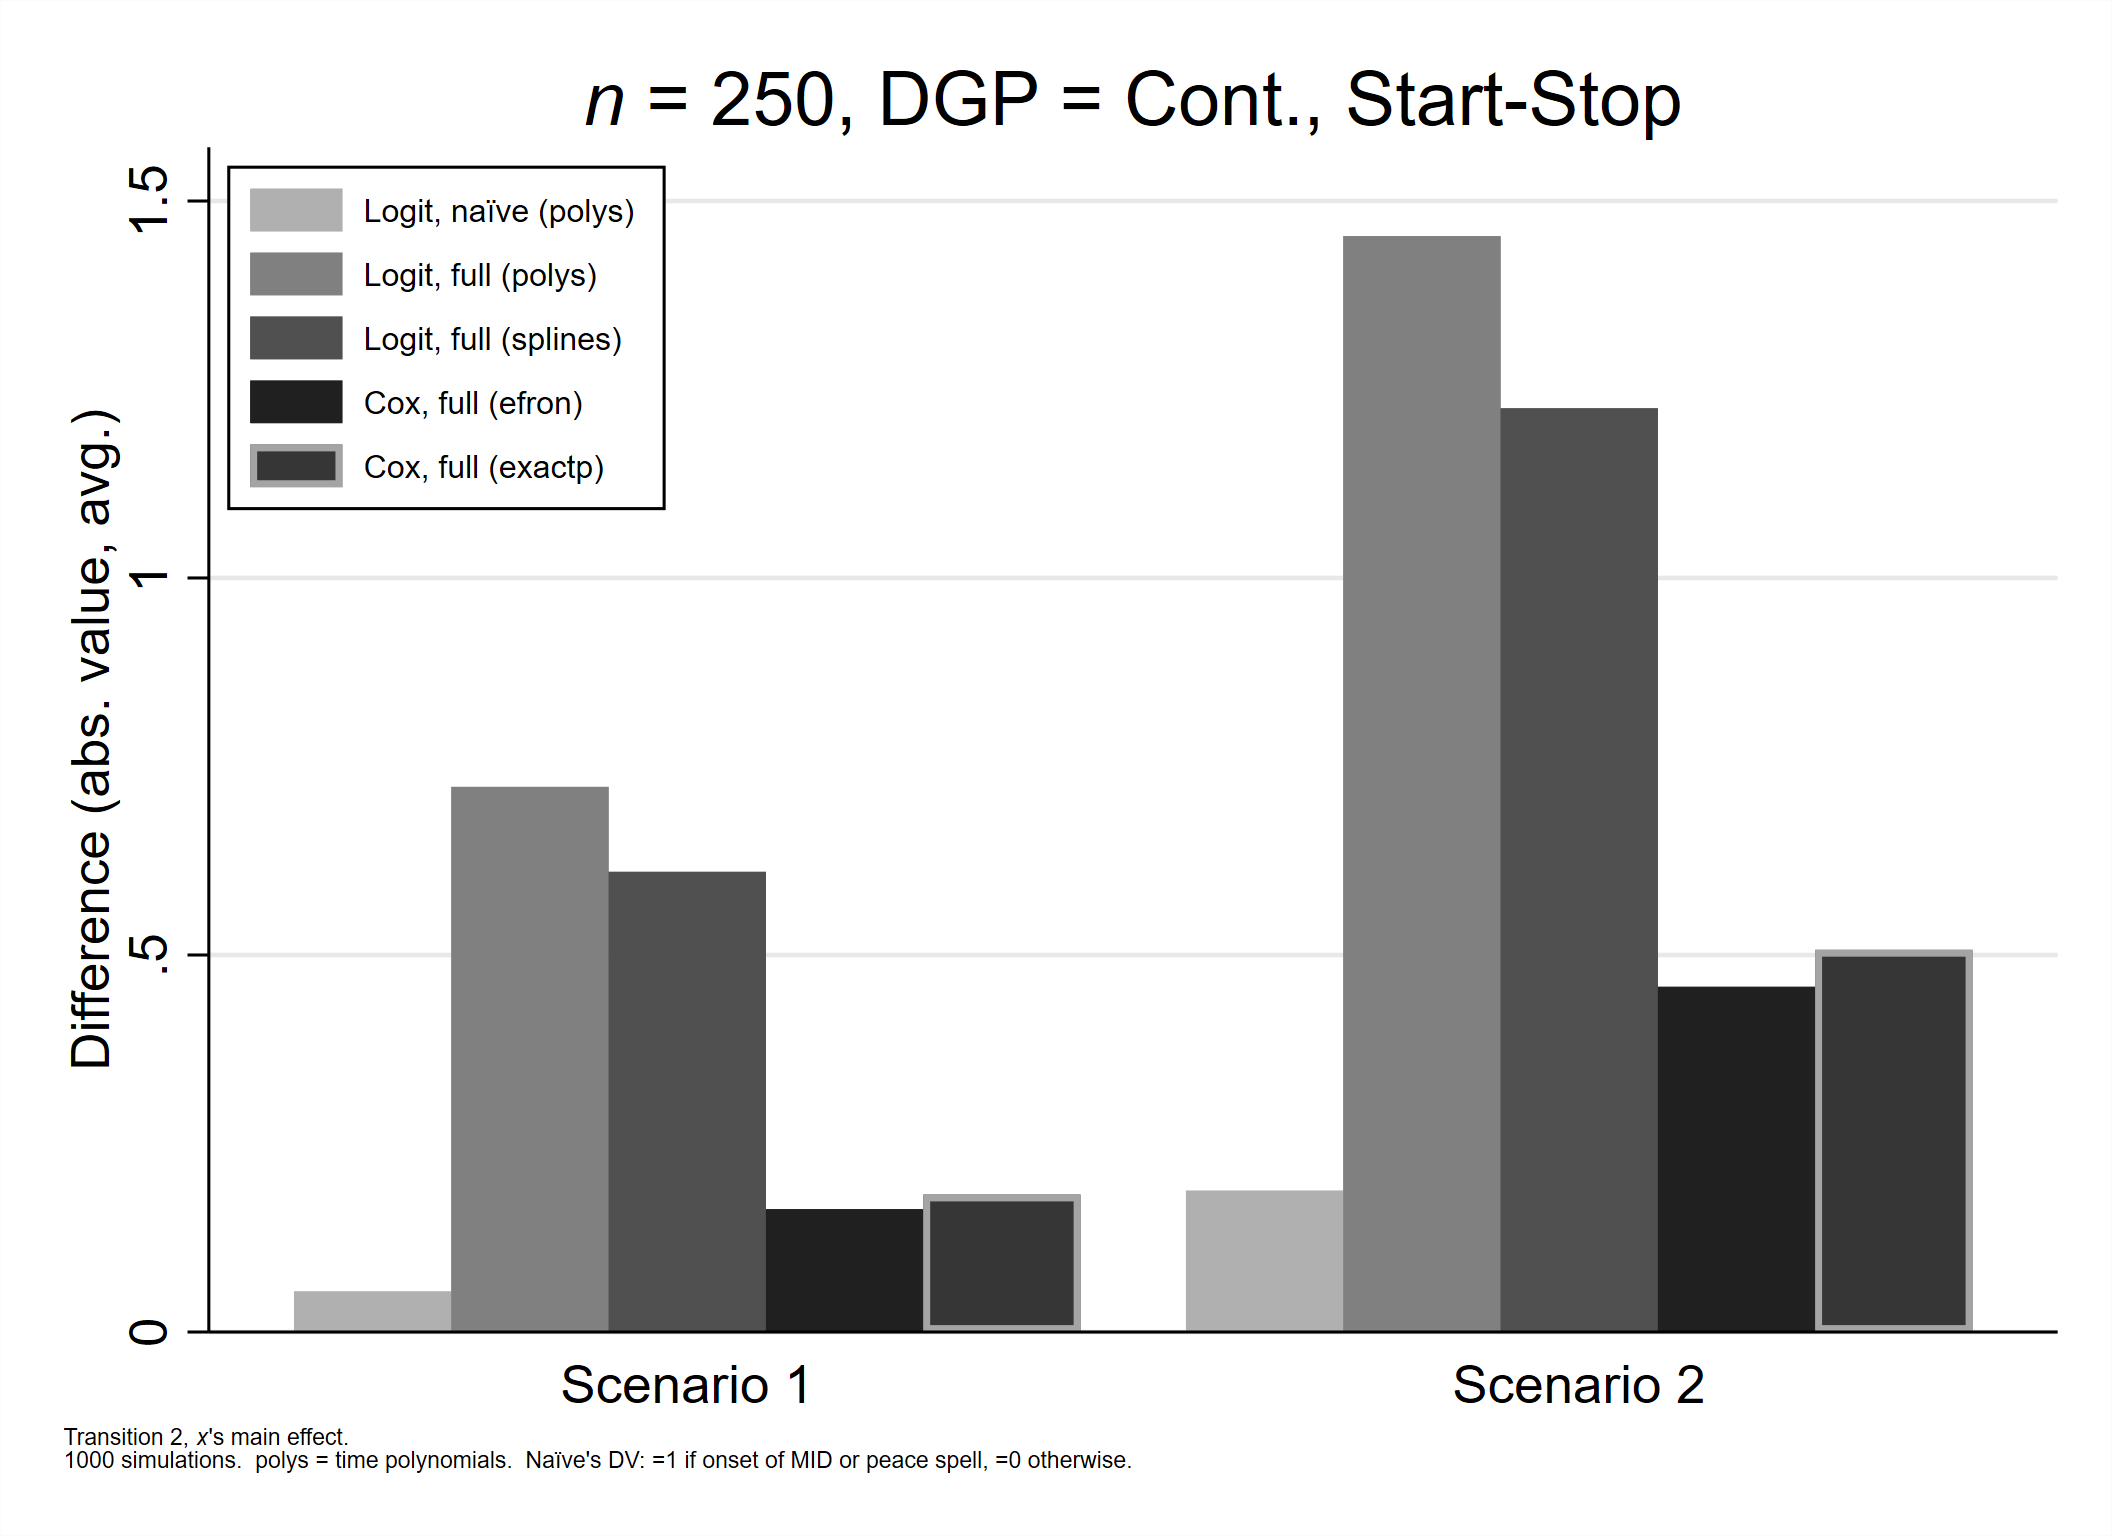 n = 250, DGP = Cont., Start-Stop
Logit, naïve (polys)
Logit, full (polys)
Logit, full (splines)
Cox, full (efron)
Cox, full (exactp)
Difference (abs. value, avg.)
1.5
1
.5
0
Scenario 1
Scenario 2
Transition 2, x's main effect.
1000 simulations.  polys = time polynomials.  Naïve's DV: =1 if onset of MID or peace spell, =0 otherwise.